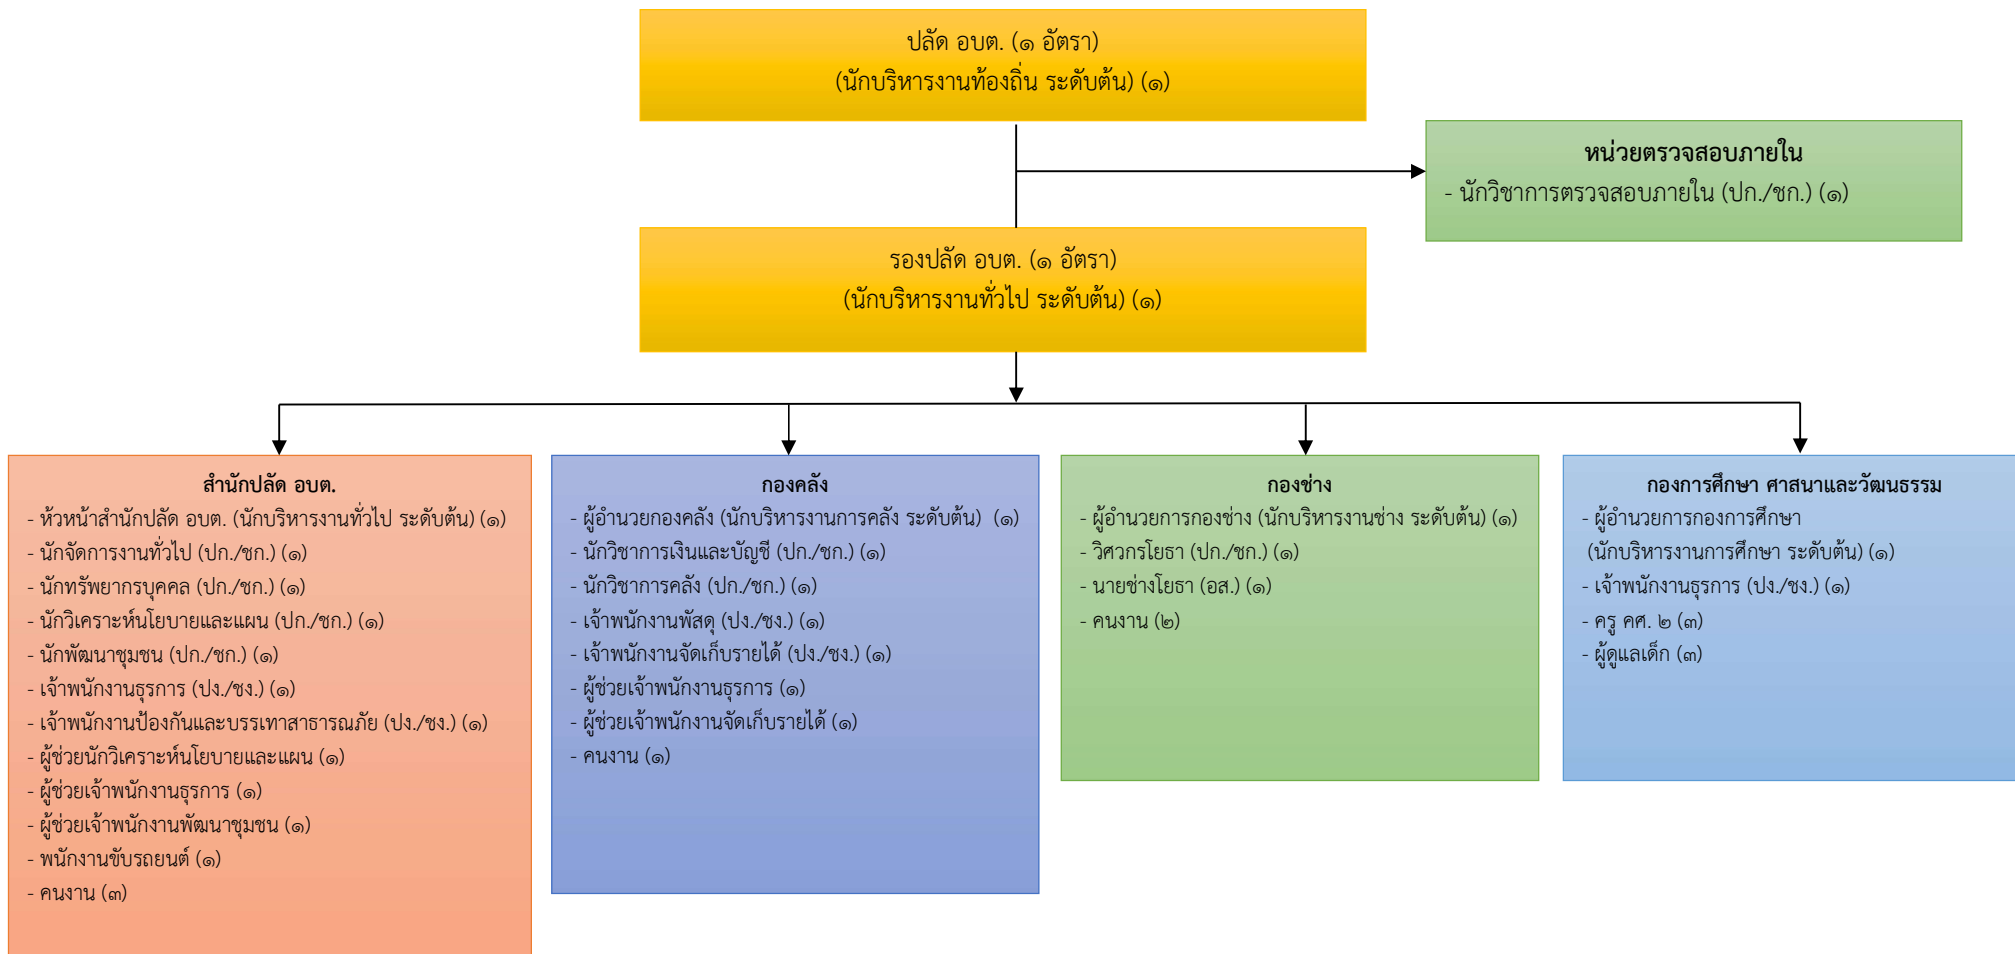 ปลัด อบต. (๑ อัตรา)
(นักบริหารงานท้องถิ่น ระดับต้น) (๑)
หน่วยตรวจสอบภายใน
- นักวิชาการตรวจสอบภายใน (ปก./ชก.) (๑)
รองปลัด อบต. (๑ อัตรา)
(นักบริหารงานทั่วไป ระดับต้น) (๑)
สำนักปลัด อบต.
- หัวหน้าสำนักปลัด อบต. (นักบริหารงานทั่วไป ระดับต้น) (๑)
- นักจัดการงานทั่วไป (ปก./ชก.) (๑)
- นักทรัพยากรบุคคล (ปก./ชก.) (๑)
- นักวิเคราะห์นโยบายและแผน (ปก./ชก.) (๑)
- นักพัฒนาชุมชน (ปก./ชก.) (๑)
- เจ้าพนักงานธุรการ (ปง./ชง.) (๑)
- เจ้าพนักงานป้องกันและบรรเทาสาธารณภัย (ปง./ชง.) (๑)
- ผู้ช่วยนักวิเคราะห์นโยบายและแผน (๑)
- ผู้ช่วยเจ้าพนักงานธุรการ (๑)
- ผู้ช่วยเจ้าพนักงานพัฒนาชุมชน (๑)
- พนักงานขับรถยนต์ (๑)
- คนงาน (๓)
กองคลัง
- ผู้อำนวยกองคลัง (นักบริหารงานการคลัง ระดับต้น) (๑)
- นักวิชาการเงินและบัญชี (ปก./ชก.) (๑)
- นักวิชาการคลัง (ปก./ชก.) (๑)
- เจ้าพนักงานพัสดุ (ปง./ชง.) (๑)
- เจ้าพนักงานจัดเก็บรายได้ (ปง./ชง.) (๑)
- ผู้ช่วยเจ้าพนักงานธุรการ (๑)
- ผู้ช่วยเจ้าพนักงานจัดเก็บรายได้ (๑)
- คนงาน (๑)
กองช่าง
- ผู้อำนวยการกองช่าง (นักบริหารงานช่าง ระดับต้น) (๑)
- วิศวกรโยธา (ปก./ชก.) (๑)
- นายช่างโยธา (อส.) (๑)
- คนงาน (๒)
กองการศึกษา ศาสนาและวัฒนธรรม
- ผู้อำนวยการกองการศึกษา
(นักบริหารงานการศึกษา ระดับต้น) (๑)
- เจ้าพนักงานธุรการ (ปง./ชง.) (๑)
- ครู คศ. ๒ (๓)
- ผู้ดูแลเด็ก (๓)